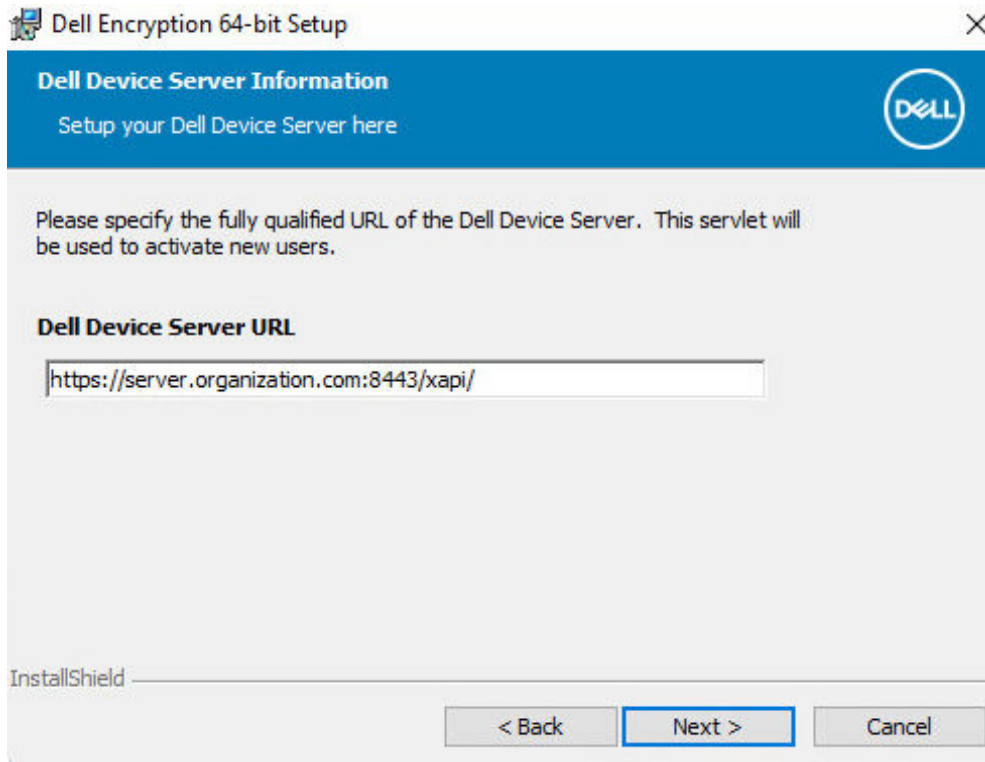 Dell Encryption 64-bit Setup
Dell Device Server Information
Setup your Dell Device Server here
DELL
Please specify the fully qualified URL of the Dell Device Server.  This servlet will
be used to activate new users.
Dell Device Server URL
https://server.organization.com:8443/xapi/
InstallShield
< Back
Next >
Cancel